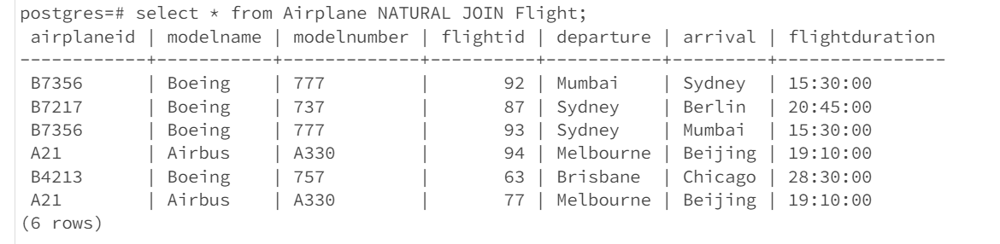 postgres=# select * from Airplane NATURAL JOIN Flight;
 airplaneid | modelname | modelnumber | flightid | departure | arrival | flightduration
------------+-----------+-------------+----------+-----------+---------+----------------
 B7356      | Boeing    | 777         |       92 | Mumbai    | Sydney  | 15:30:00
 B7217      | Boeing    | 737         |       87 | Sydney    | Berlin  | 20:45:00
 B7356      | Boeing    | 777         |       93 | Sydney    | Mumbai  | 15:30:00
 A21        | Airbus    | A330        |       94 | Melbourne | Beijing | 19:10:00
 B4213      | Boeing    | 757         |       63 | Brisbane  | Chicago | 28:30:00
 A21        | Airbus    | A330        |       77 | Melbourne | Beijing | 19:10:00
(6 rows)